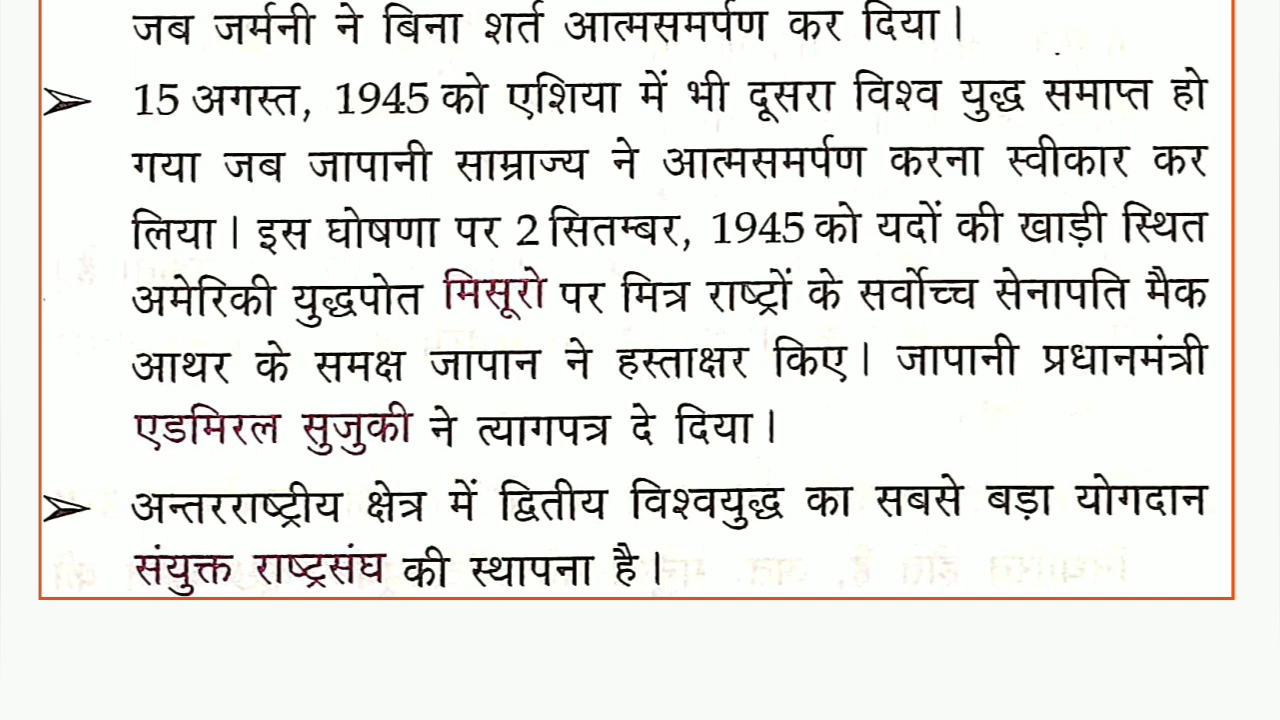 जब जर्मनी ने बिना शर्त आत्मसमर्पण कर दिया।
➢ 15 अगस्त, 1945 को एशिया में भी दूसरा विश्व युद्ध समाप्त हो
गया जब जापानी साम्राज्य ने आत्मसमर्पण करना स्वीकार कर
लिया। इस घोषणा पर 2 सितम्बर, 1945 को यदों की खाड़ी स्थित
अमेरिकी युद्धपोत मिसूरो पर मित्र राष्ट्रों के सर्वोच्च सेनापति मैक
आथर के समक्ष जापान ने हस्ताक्षर किए। जापानी प्रधानमंत्री
एडमिरल सुजुकी ने त्यागपत्र दे दिया।
➢ अन्तरराष्ट्रीय क्षेत्र में द्वितीय विश्वयुद्ध का सबसे बड़ा योगदान
संयुक्त राष्ट्रसंघ की स्थापना है।